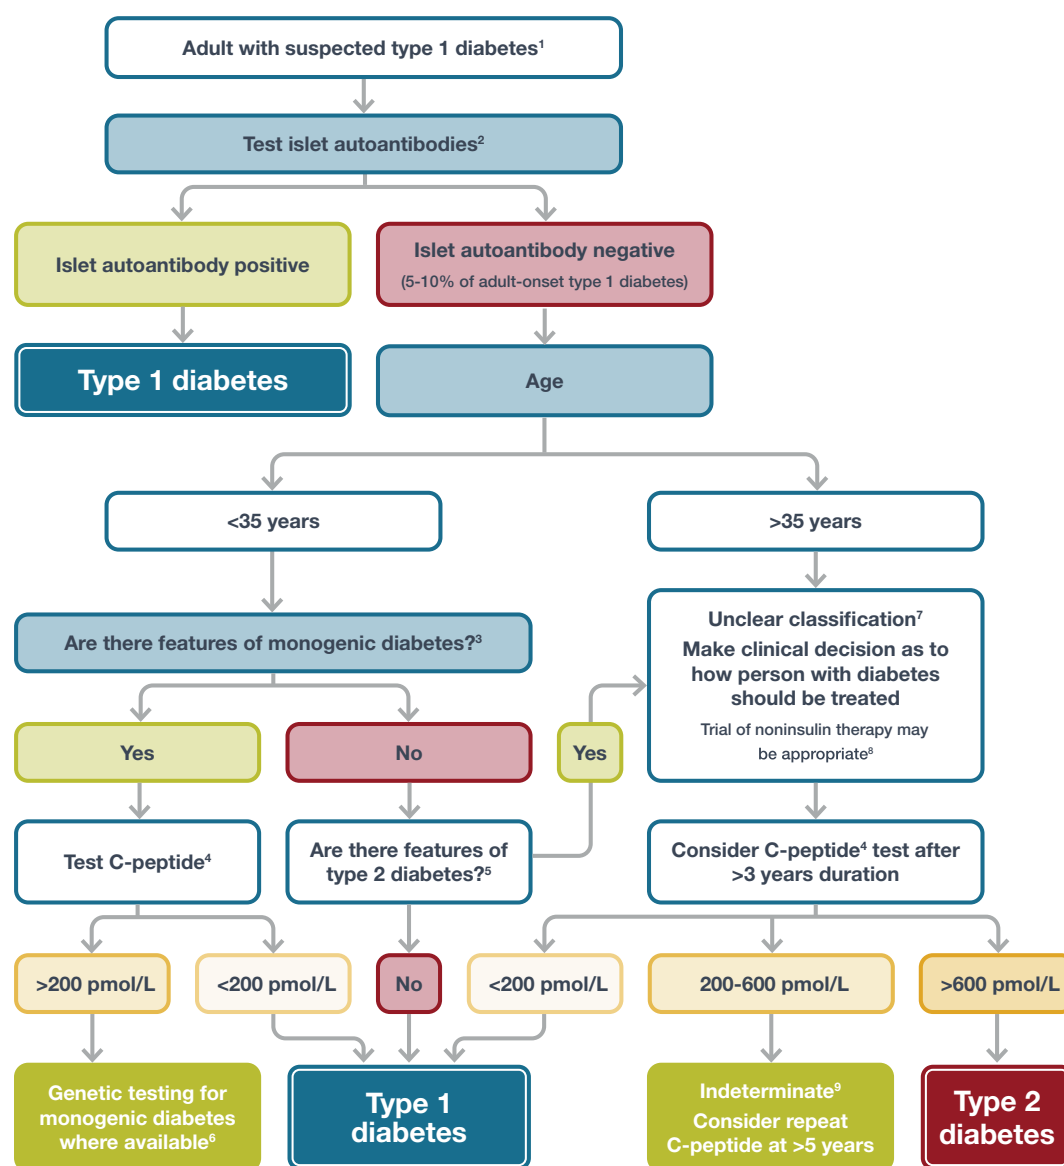 Adult with suspected type 1 diabetes¹
Test islet autoantibodies²
Islet autoantibody positive
Islet autoantibody negative
(5-10% of adult-onset type 1 diabetes)
Type 1 diabetes
Age
<35 years
>35 years
Are there features of monogenic diabetes?³
Unclear classification⁷
Make clinical decision as to
how person with diabetes
should be treated
Trial of noninsulin therapy may
be appropriate⁸
Yes
No
Yes
Test C-peptide⁴
Are there features of
type 2 diabetes?⁵
Consider C-peptide⁴ test after
>3 years duration
>200 pmol/L
<200 pmol/L
No
<200 pmol/L
200-600 pmol/L
>600 pmol/L
Genetic testing for
monogenic diabetes
where available⁶
Type 1
diabetes
Indeterminate⁹
Consider repeat
C-peptide at >5 years
Type 2
diabetes